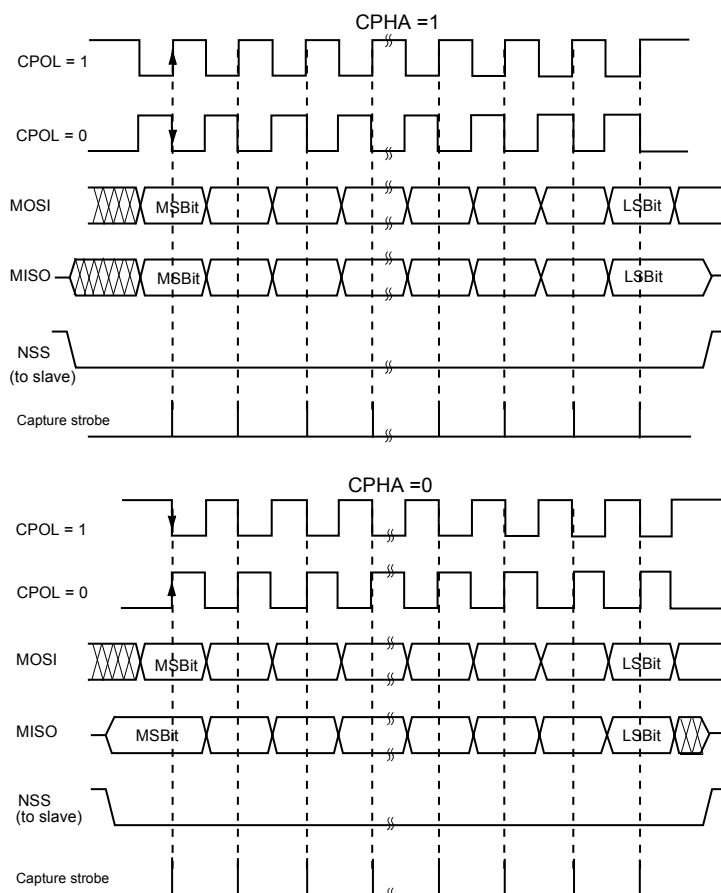 CPHA =1
CPOL = 1
CPOL = 0
MOSI
MSBit
LSBit
MISO
MSBit
LSBit
NSS
(to slave)
Capture strobe
CPHA =0
CPOL = 1
CPOL = 0
MOSI
MSBit
LSBit
MISO
MSBit
LSBit
NSS
(to slave)
Capture strobe